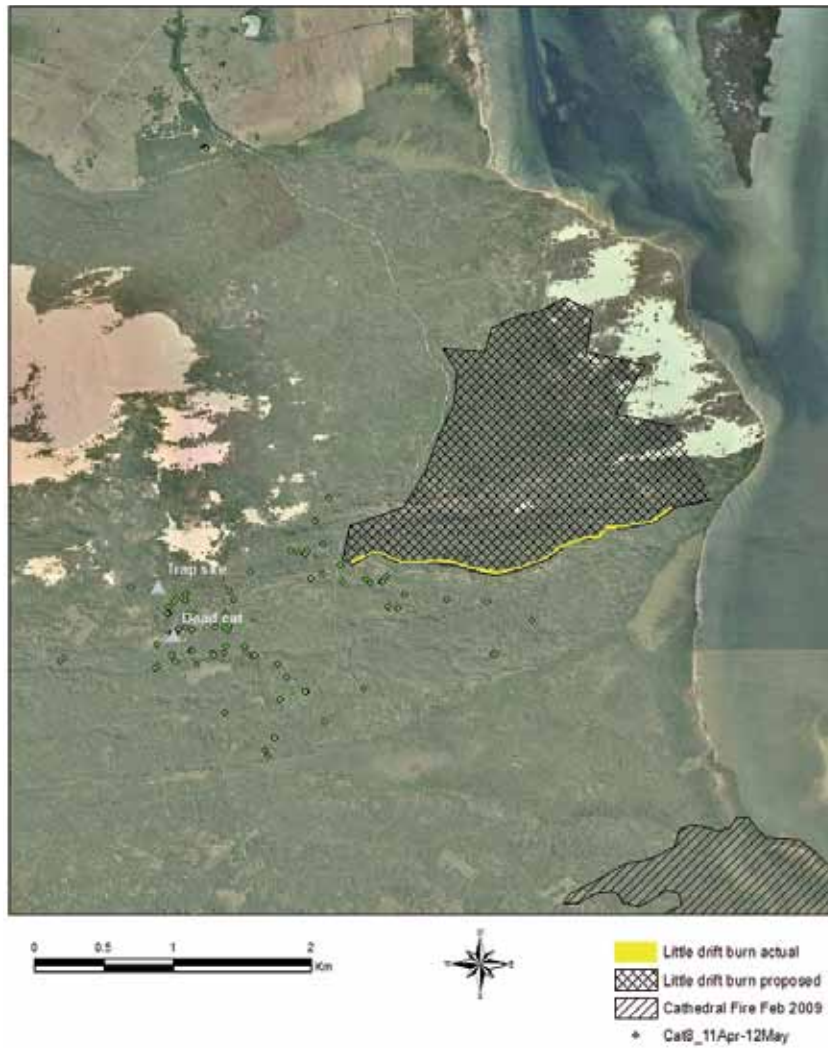 Trap site
Dead cat
0 0.5 1 2
Km
Little drift burn actual
Little drift burn proposed
Cathedral Fire Feb 2009
Cat8_11Apr-12May